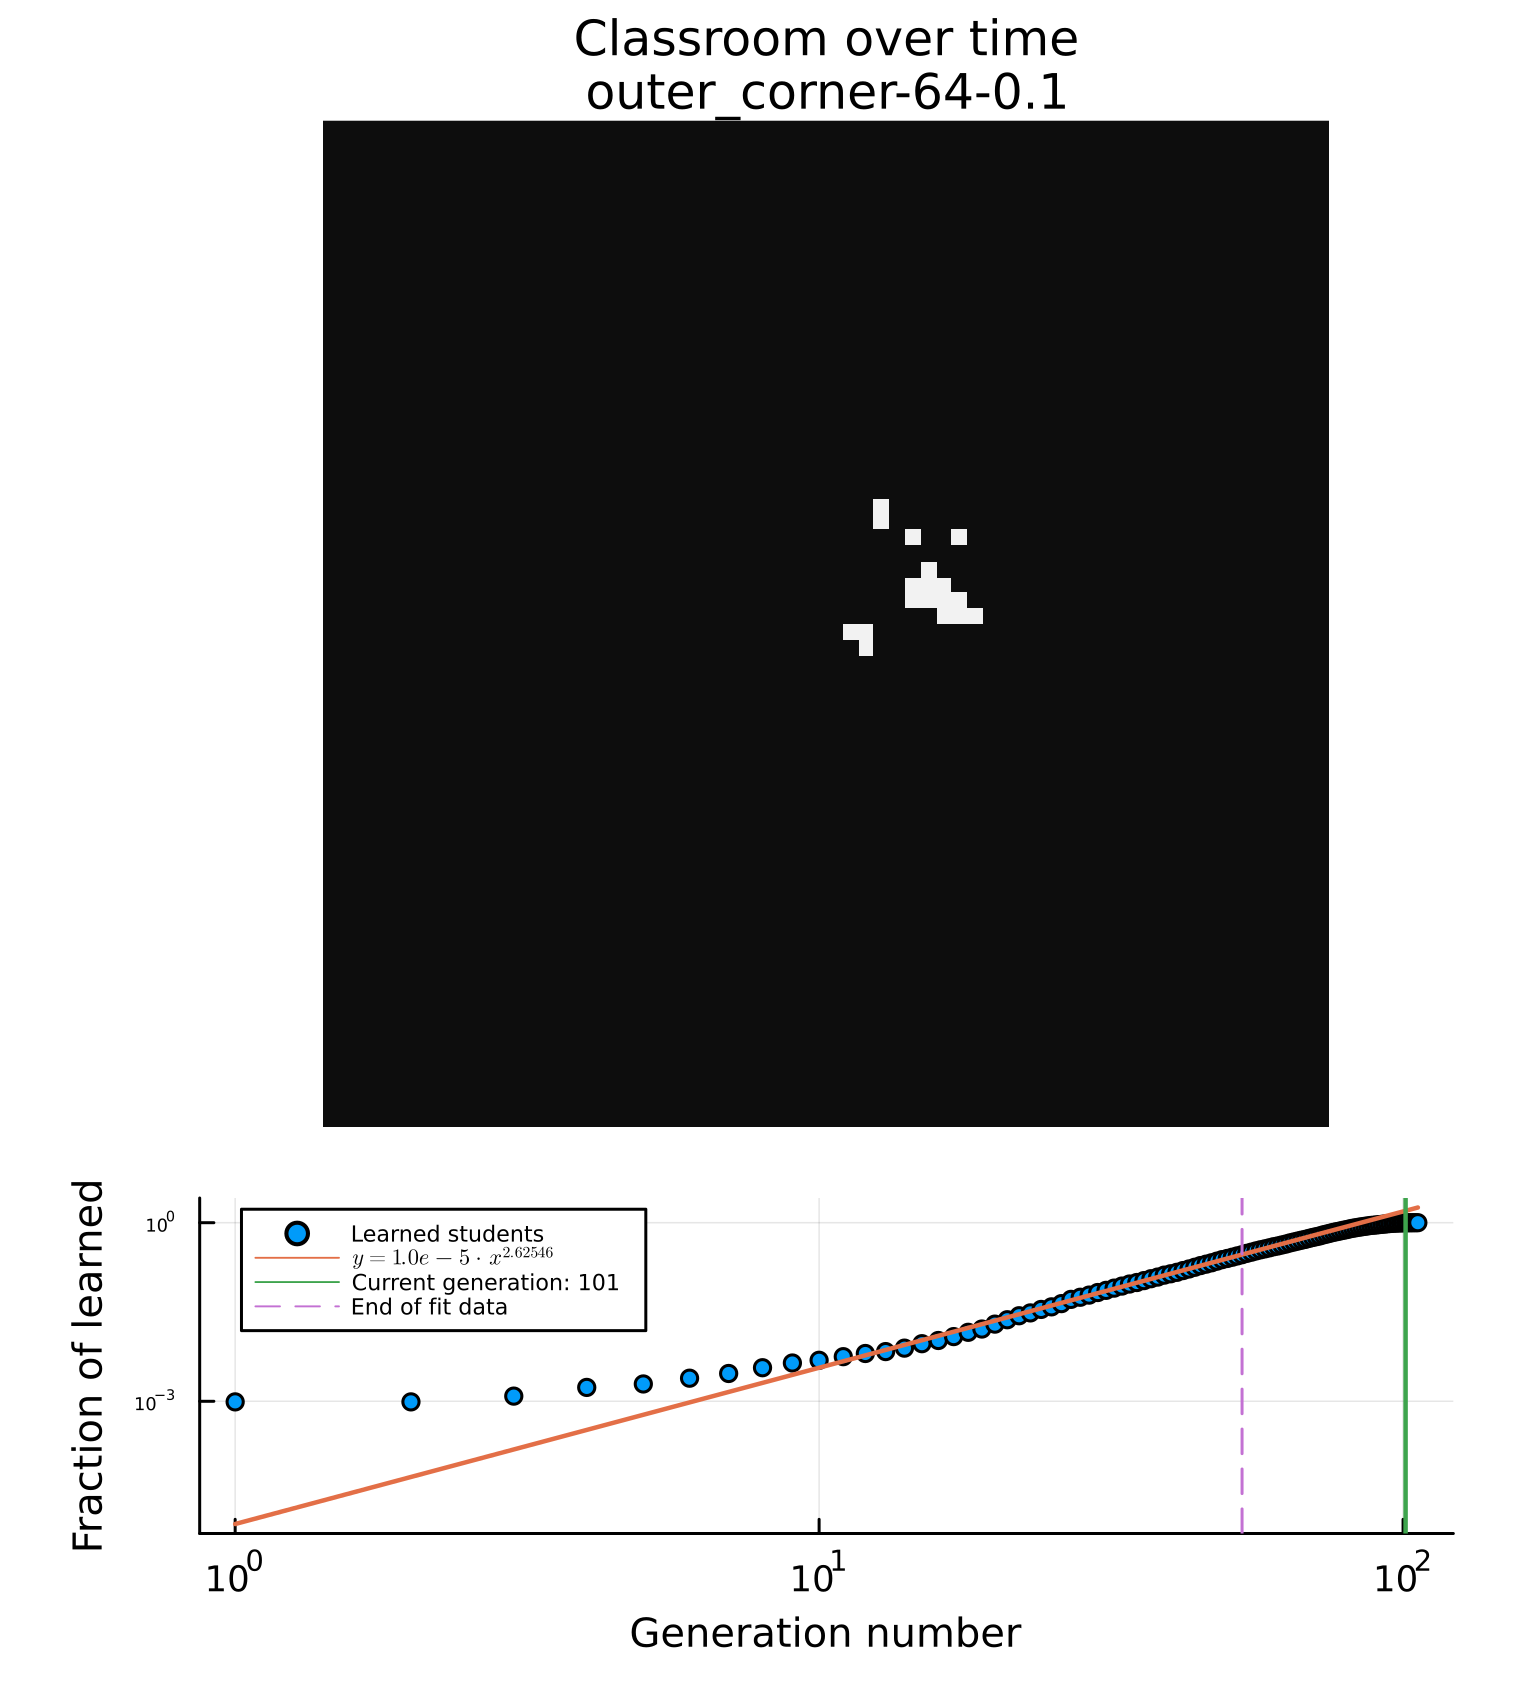 Classroom over time
outer_corner-64-0.1
Fraction of learned
10^0
10^-3
Learned students
y = 1.0e − 5 · x^2.62546
Current generation: 101
End of fit data
10^0
10^1
10^2
Generation number